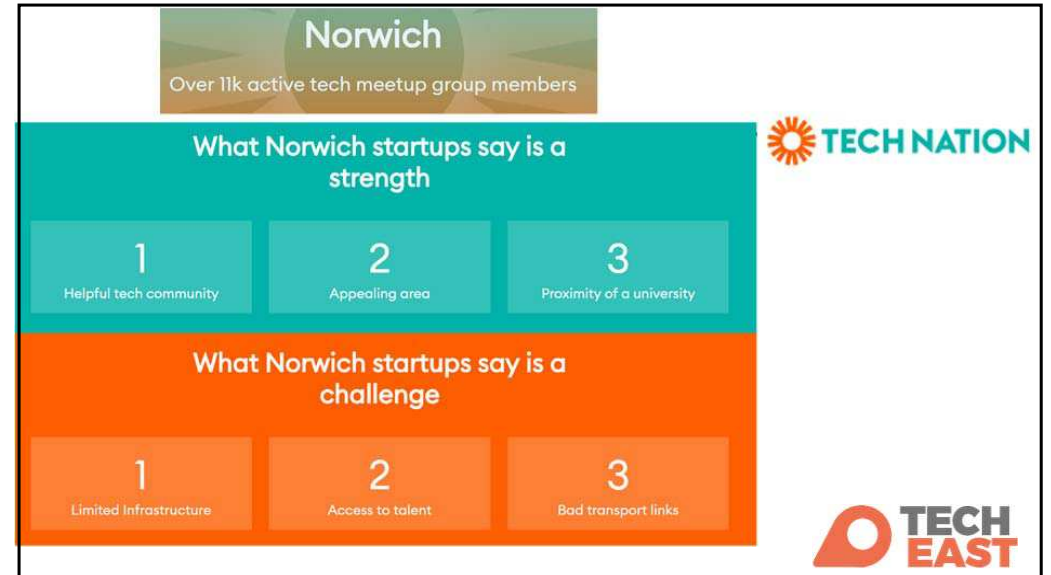 Norwich
Over 11k active tech meetup group members
What Norwich startups say is a
strength
TECH NATION
1
Helpful tech community
2
Appealing area
3
Proximity of a university
What Norwich startups say is a
challenge
1
Limited Infrastructure
2
Access to talent
3
Bad transport links
TECH
EAST